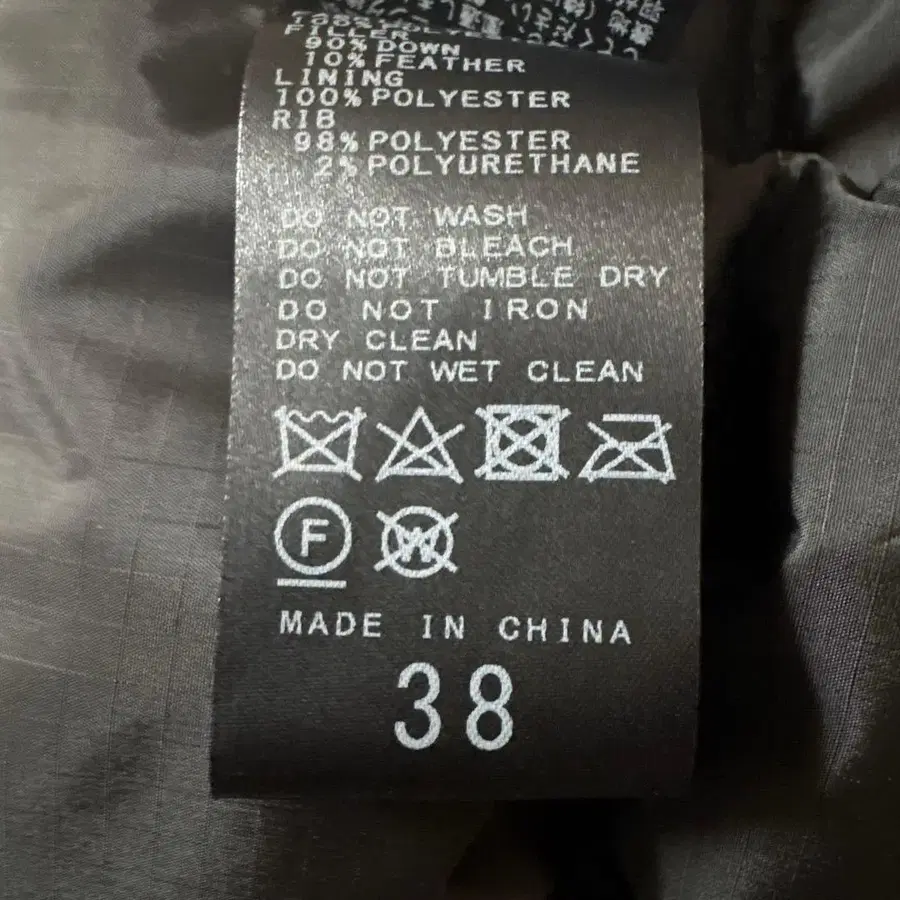 FILLER
90% DOWN
10% FEATHER
LINING
100% POLYESTER
RIB
98% POLYESTER
2% POLYURETHANE
DO NOT WASH
DO NOT BLEACH
DO NOT TUMBLE DRY
DO NOT IRON
DRY CLEAN
DO NOT WET CLEAN
F W
MADE IN CHINA
38